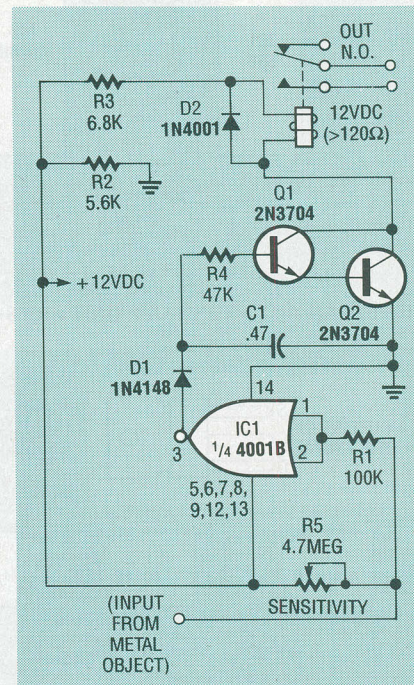 OUT
N.O.
R3
6.8K
D2
1N4001
12VDC
(>120Ω)
R2
5.6K
Q1
2N3704
+12VDC
R4
47K
C1
.47
Q2
2N3704
D1
1N4148
14
1
IC1
1/4 4001B
2
3
R1
100K
5,6,7,8,
9,12,13
R5
4.7MEG
SENSITIVITY
(INPUT
FROM
METAL
OBJECT)